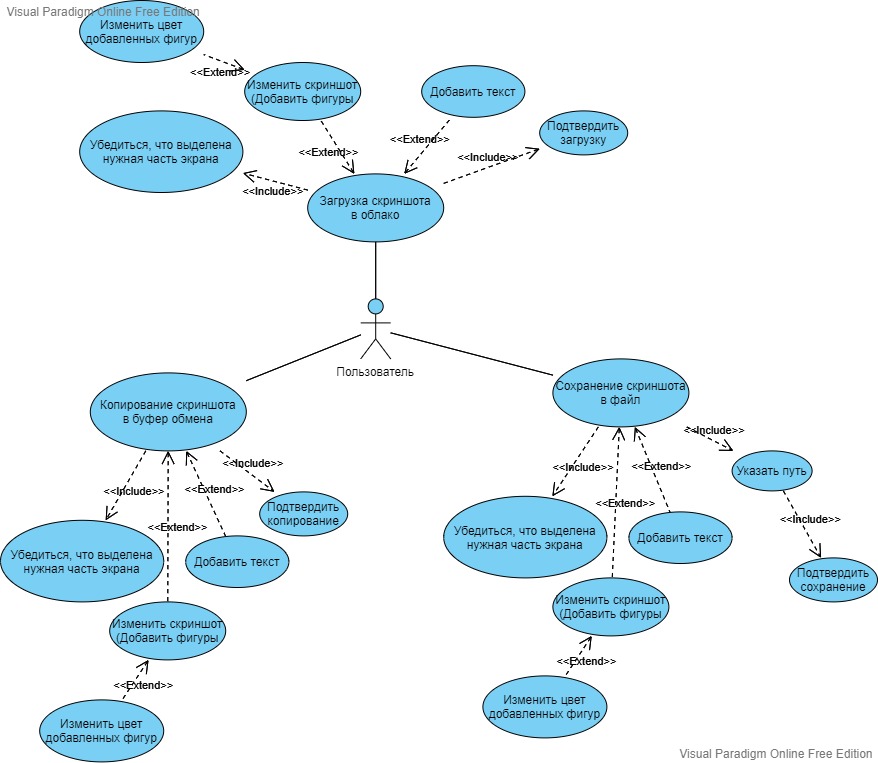 Visual Paradigm Online Free Edition
Изменить цвет
добавленных фигур
<<Extend>>
Изменить скриншот
(Добавить фигуры
Добавить текст
Подтвердить
загрузку
Убедиться, что выделена
нужная часть экрана
<<Extend>>
<<Extend>>
<<Include>>
<<Include>>
Загрузка скриншота
в облако
Пользователь
Копирование скриншота
в буфер обмена
Сохранение скриншота
в файл
<<Include>>
<<Extend>>
<<Include>>
<<Extend>>
Подтвердить
копирование
Убедиться, что выделена
нужная часть экрана
Добавить текст
Изменить скриншот
(Добавить фигуры
<<Extend>>
Изменить цвет
добавленных фигур
<<Include>>
<<Include>>
<<Extend>>
<<Extend>>
Указать путь
<<Include>>
Убедиться, что выделена
нужная часть экрана
Добавить текст
Подтвердить
сохранение
Изменить скриншот
(Добавить фигуры
<<Extend>>
Изменить цвет
добавленных фигур
Visual Paradigm Online Free Edition